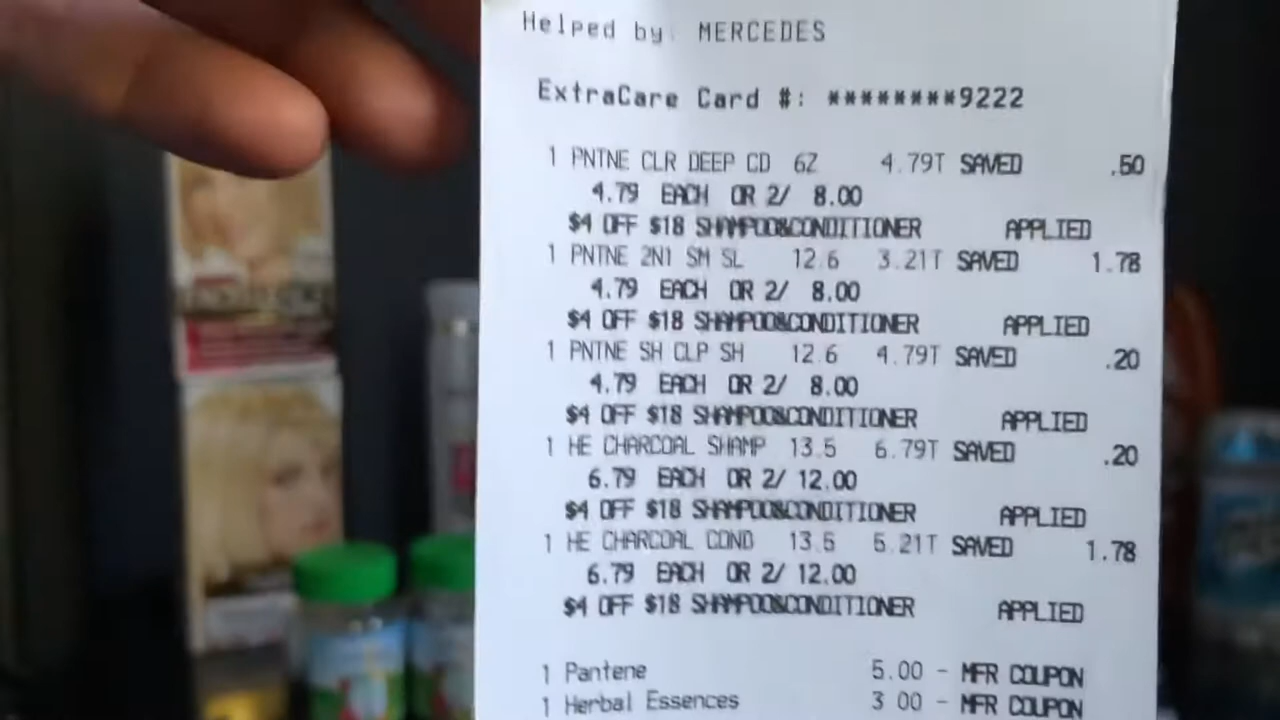 Helped by: MERCEDES
ExtraCare Card #: ********9222
1 PNTNE CLR DEEP CD 6Z 4.79T SAVED .50
4.79 EACH OR 2/ 8.00
$4 OFF $18 SHAMPOO&CONDITIONER APPLIED
1 PNTNE 2N1 SM SL 12.6 3.21T SAVED 1.78
4.79 EACH OR 2/ 8.00
$4 OFF $18 SHAMPOO&CONDITIONER APPLIED
1 PNTNE SH CLP SH 12.6 4.79T SAVED .20
4.79 EACH OR 2/ 8.00
$4 OFF $18 SHAMPOO&CONDITIONER APPLIED
1 HE CHARCOAL SHAMP 13.5 6.79T SAVED .20
6.79 EACH OR 2/ 12.00
$4 OFF $18 SHAMPOO&CONDITIONER APPLIED
1 HE CHARCOAL COND 13.5 5.21T SAVED 1.78
6.79 EACH OR 2/ 12.00
$4 OFF $18 SHAMPOO&CONDITIONER APPLIED
1 Pantene 5.00 - MFR COUPON
1 Herbal Essences 3 00 - MFR COUPON